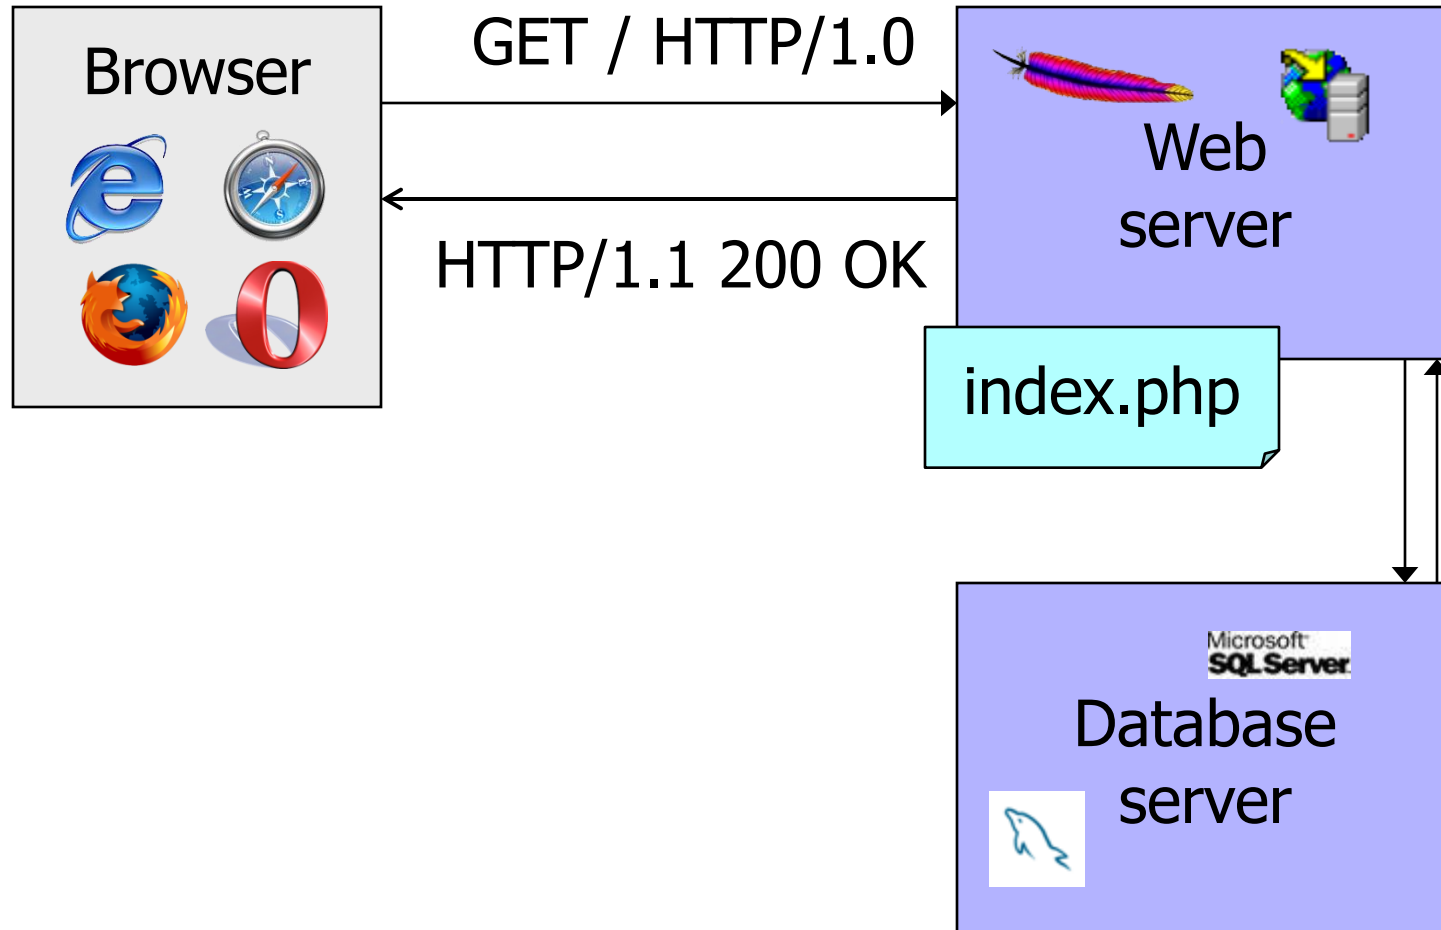 Browser
GET / HTTP/1.0
HTTP/1.1 200 OK
Web
server
index.php
Microsoft
SQL Server
Database
server